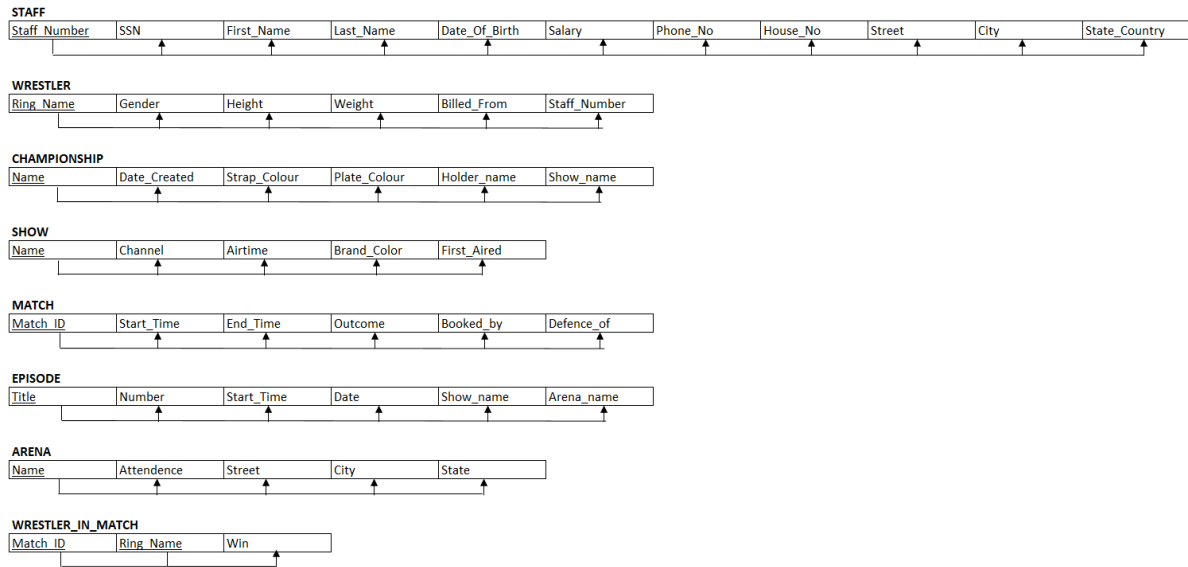 STAFF
Staff_Number SSN First_Name Last_Name Date_Of_Birth Salary Phone_No House_No Street City State_Country
WRESTLER
Ring_Name Gender Height Weight Billed_From Staff_Number
CHAMPIONSHIP
Name Date_Created Strap_Colour Plate_Colour Holder_name Show_name
SHOW
Name Channel Airtime Brand_Color First_Aired
MATCH
Match_ID Start_Time End_Time Outcome Booked_by Defence_of
EPISODE
Title Number Start_Time Date Show_name Arena_name
ARENA
Name Attendence Street City State
WRESTLER_IN_MATCH
Match_ID Ring_Name Win